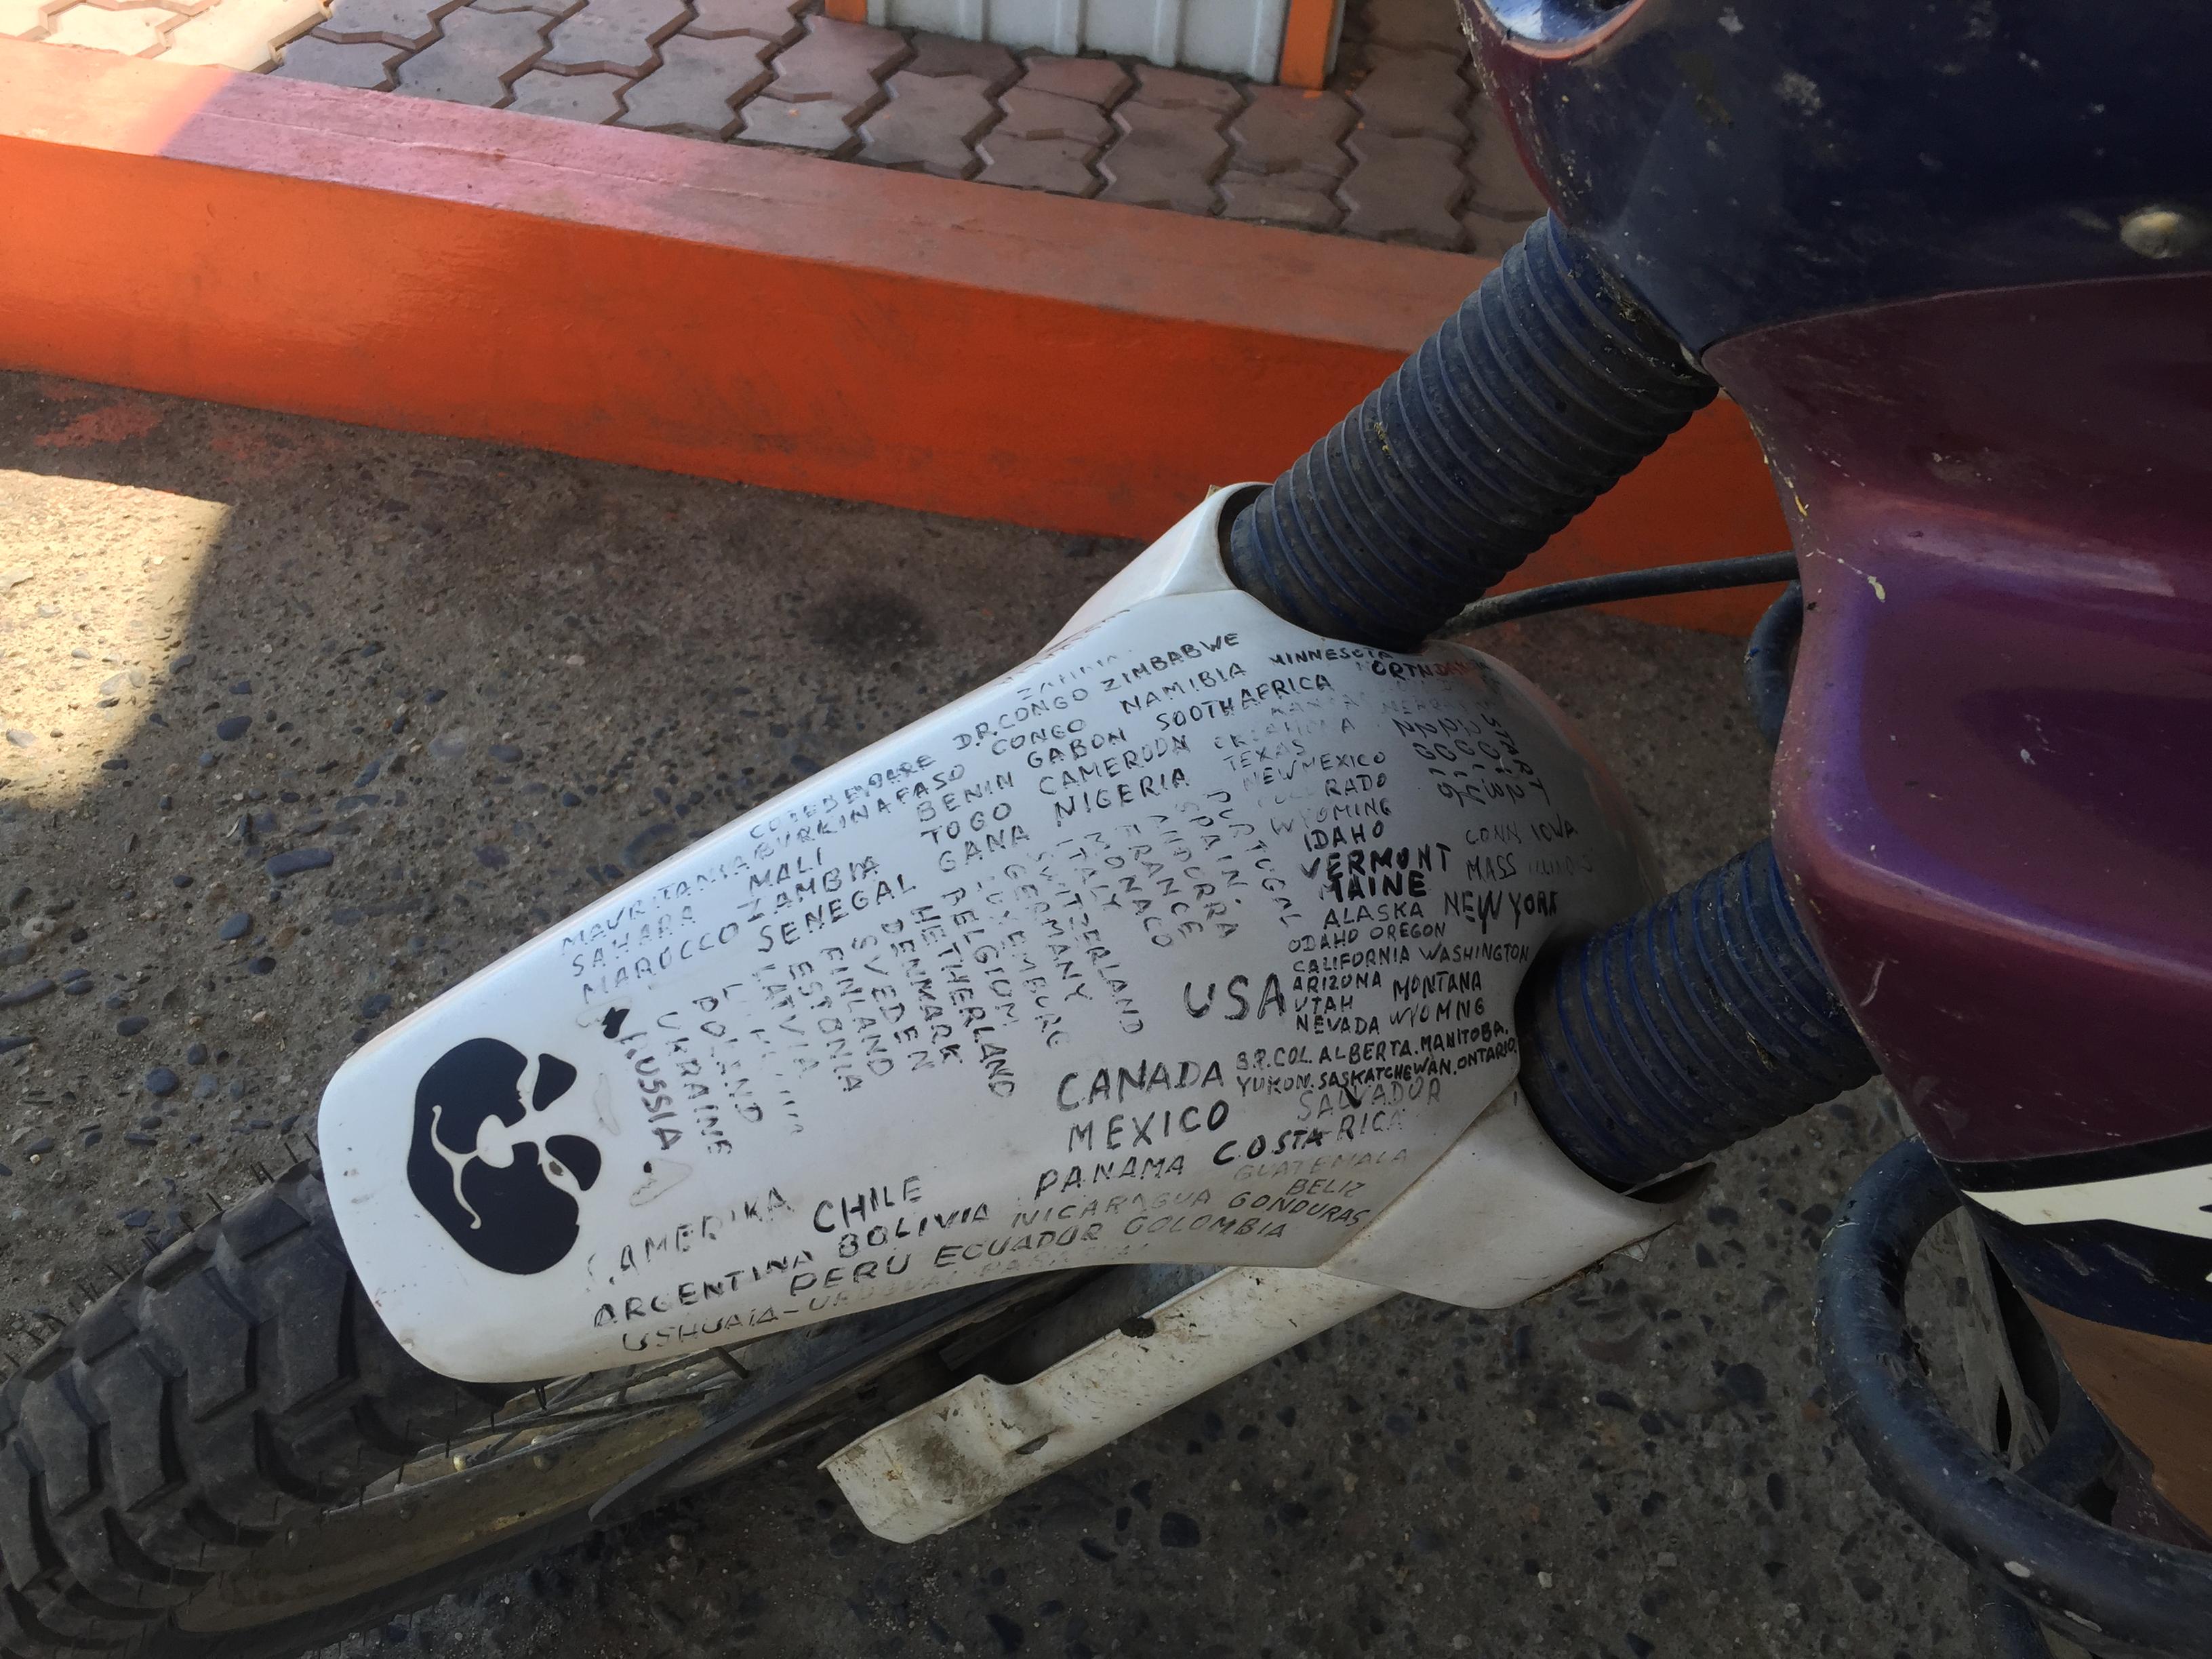 ZIMBABWE
D.R.CONGO
MINNESOTA
CONGO NAMIBIA
GABON SOOTHAFRICA
COTEDEVOARE
BURKINAFASO
BENIN CAMEROON
TOGO NIGERIA
GANA
MAURITANIA
MALI
SAHARA
ZAMBIA
MAROCCO
SENEGAL
TEXAS
NEWMEXICO
RADO
WYOMING
IDAHO
VERMONT
MAINE
ALASKA
ODAHO OREGON
CALIFORNIA WASHINGTON
USA ARIZONA MONTANA
UTAH
NEVADA WYOMNG
CONN IOWA
MASS
NEW YORK
START
PURTUGAL
SPAIN.
ANDORRA
FRANCE
MONACO
ITALY
SWITZERLAND
GERMANY
LUXEMBURG
BELGIUM
NETHERLAND
DENMARK
SVEDEN
FINLAND
ESTONIA
LATVIA
POLAND
UKRAINE
RUSSIA
CANADA B.R.COL. ALBERTA. MANITOBA.
YUKON. SASKATCHEWAN. ONTARIO.
MEXICO SALVADOR
PANAMA COSTA-RICA
GUATEMALA
BELIZ
NICARAGUA GONDURAS
CHILE
ARGENTINA BOLIVIA
PERU ECUADOR COLOMBIA
USHUAIA-